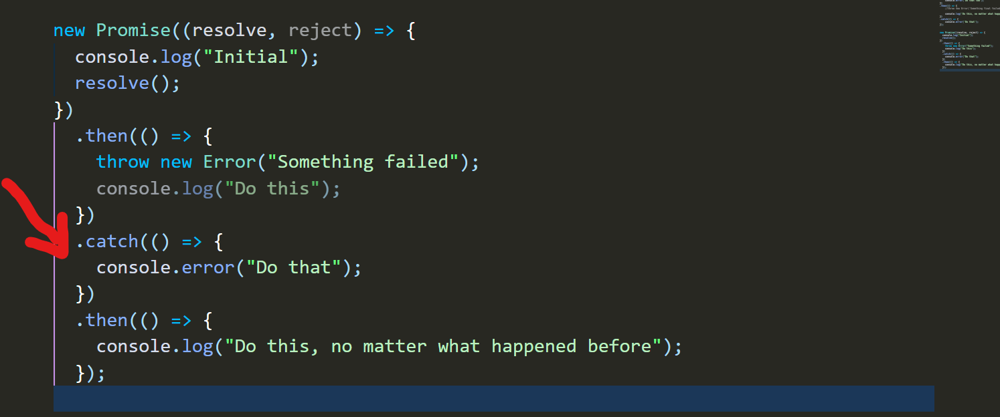 new Promise((resolve, reject) => {
  console.log("Initial");
  resolve();
})
  .then(() => {
    throw new Error("Something failed");
    console.log("Do this");
  })
  .catch(() => {
    console.error("Do that");
  })
  .then(() => {
    console.log("Do this, no matter what happened before");
  });